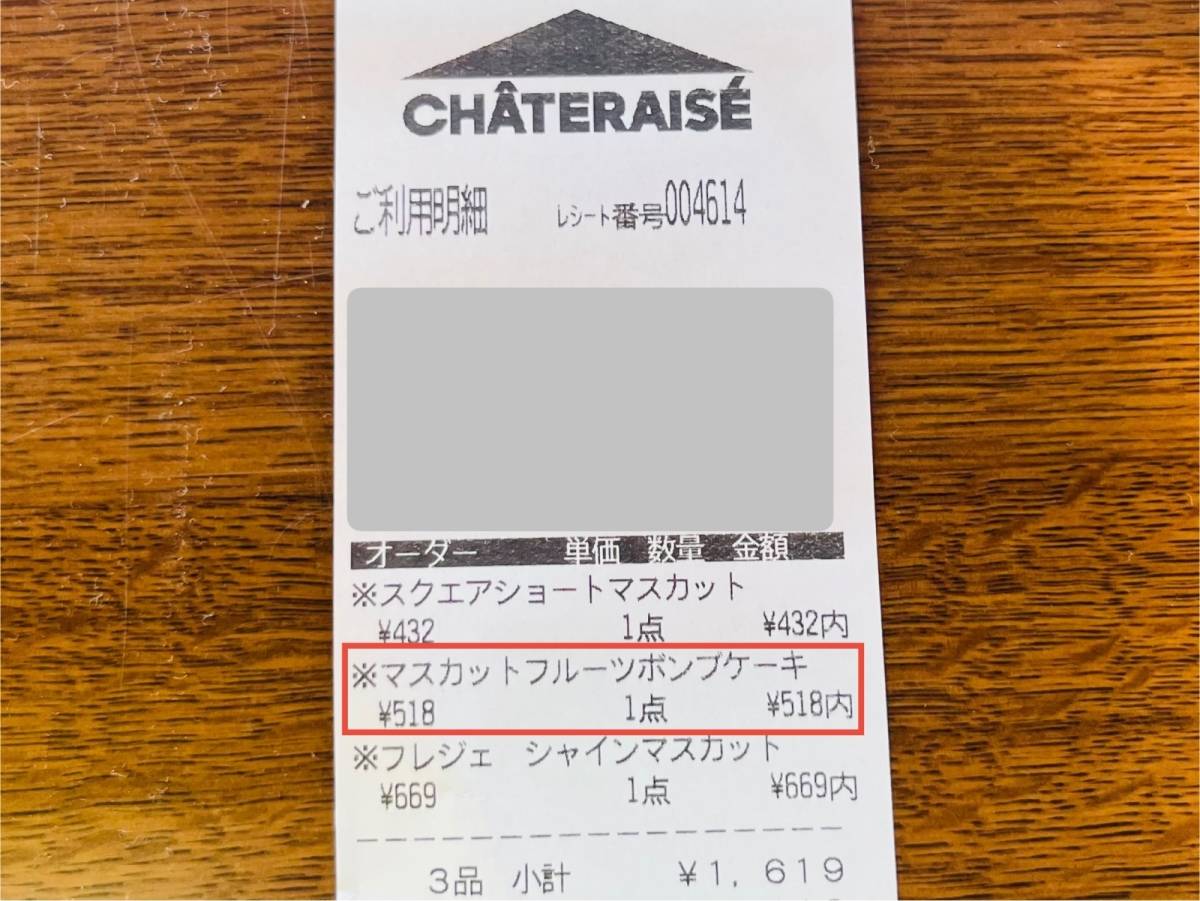 CHÂTERAISÉ
ご利用明細 レシート番号004614
オーダー 単価 数量 金額
※スクエアショートマスカット
¥432 1点 ¥432内
※マスカットフルーツボンブケーキ
¥518 1点 ¥518内
※フレジェ シャインマスカット
¥669 1点 ¥669内
3品 小計 ¥1,619